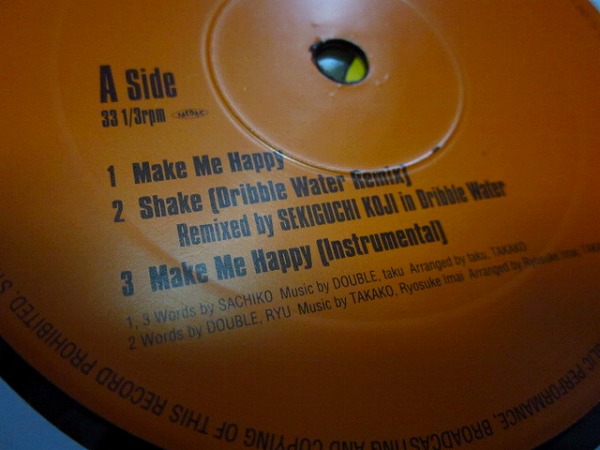 A Side
33 1/3rpm JASRAC
1 Make Me Happy
2 Shake (Dribble Water Remix)
Remixed by SEKIGUCHI KOJI in Dribble Water
3 Make Me Happy (Instrumental)
1, 3 Words by SACHIKO Music by DOUBLE, taku Arranged by taku, TAKAKO
2 Words by DOUBLE, RYU Music by TAKAKO, Ryosuke Imai Arranged by Ryosuke Imai,
PERFORMANCE, BROADCASTING AND COPYING OF THIS RECORD PROHIBITED.